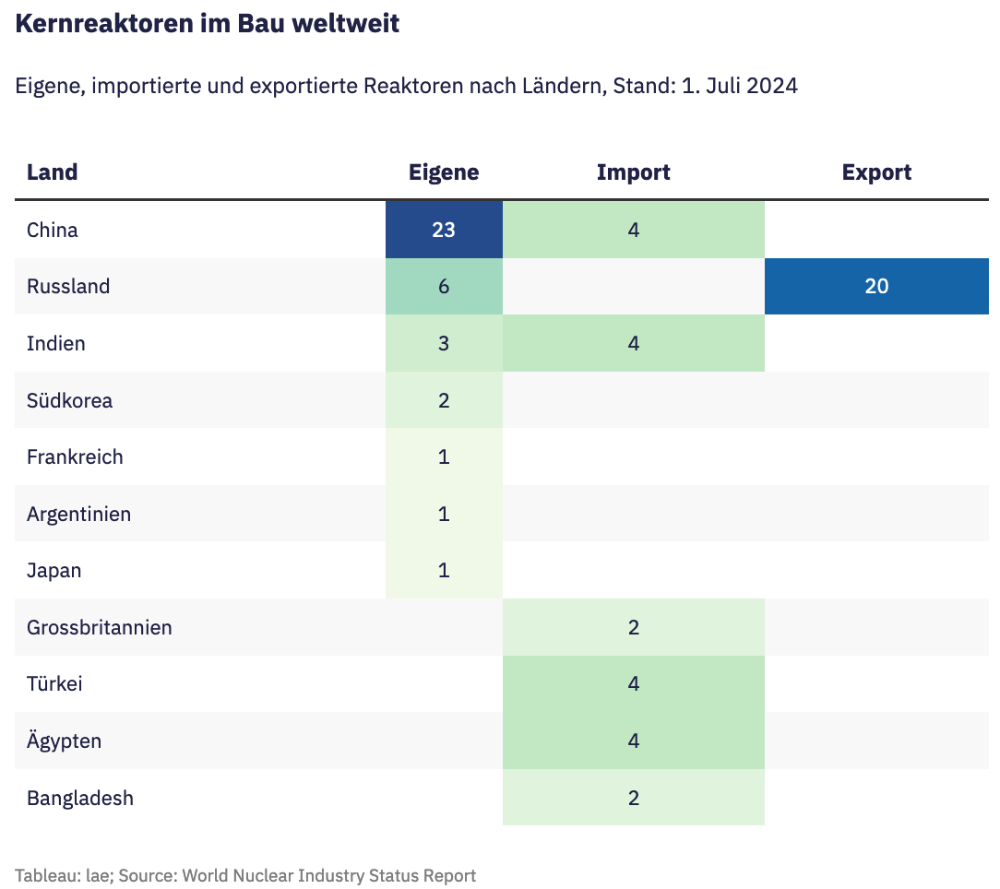 Kernreaktoren im Bau weltweit
Eigene, importierte und exportierte Reaktoren nach Ländern, Stand: 1. Juli 2024
Land Eigene Import Export
China 23 4
Russland 6 20
Indien 3 4
Südkorea 2
Frankreich 1
Argentinien 1
Japan 1
Grossbritannien 2
Türkei 4
Ägypten 4
Bangladesh 2
Tableau: lae; Source: World Nuclear Industry Status Report